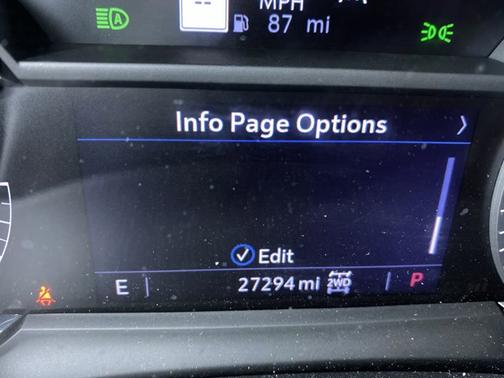 A
--
MPH
87 mi
Info Page Options
Edit
E
27294 mi 2WD P